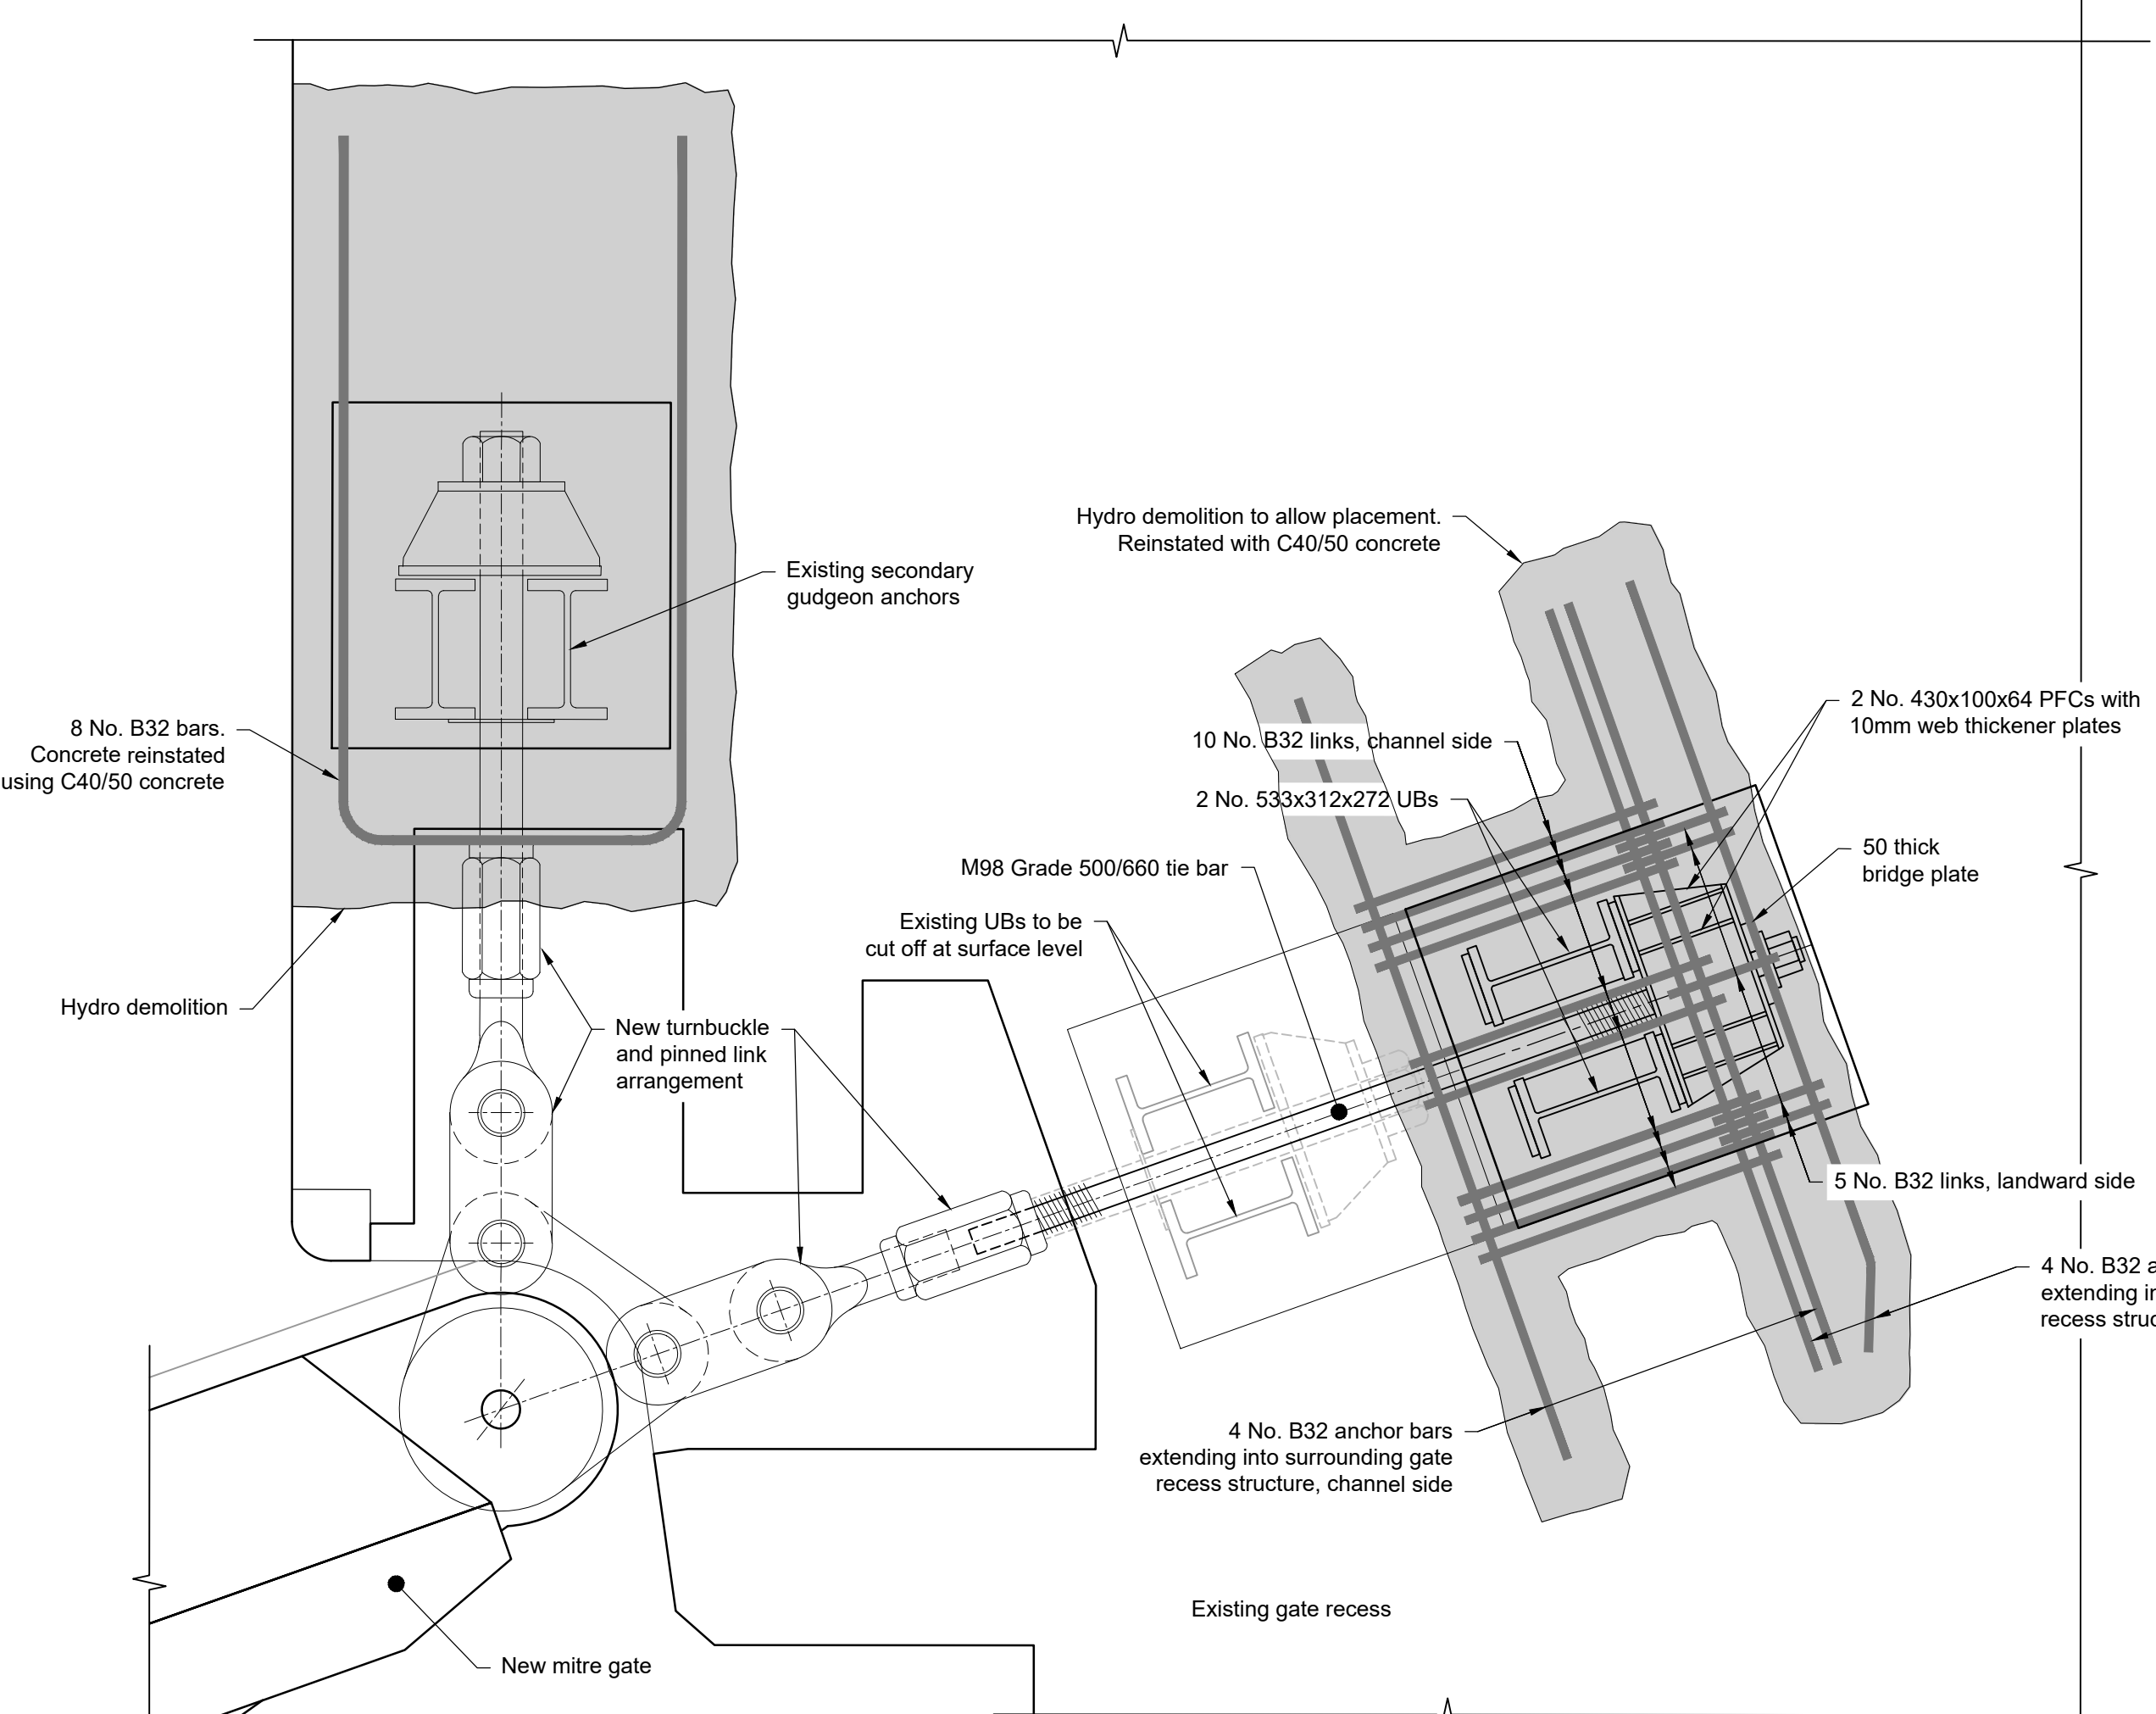 Hydro demolition to allow placement.
Reinstated with C40/50 concrete
Existing secondary
gudgeon anchors
2 No. 430x100x64 PFCs with
10mm web thickener plates
8 No. B32 bars.
Concrete reinstated
using C40/50 concrete
10 No. B32 links, channel side
2 No. 533x312x272 UBs
50 thick
bridge plate
M98 Grade 500/660 tie bar
Existing UBs to be
cut off at surface level
Hydro demolition
New turnbuckle
and pinned link
arrangement
5 No. B32 links, landward side
4 No. B32
extending
recess
4 No. B32 anchor bars
extending into surrounding gate
recess structure, channel side
Existing gate recess
New mitre gate